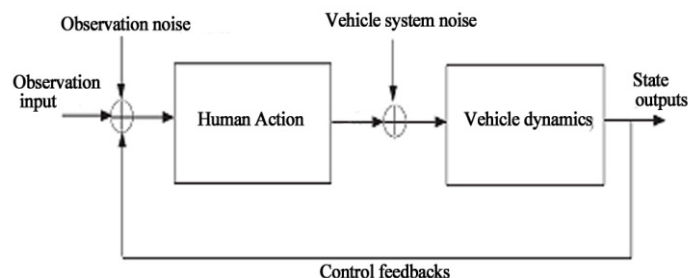 Observation noise
Vehicle system noise
Observation
input
Human Action
Vehicle dynamics
State
outputs
Control feedbacks